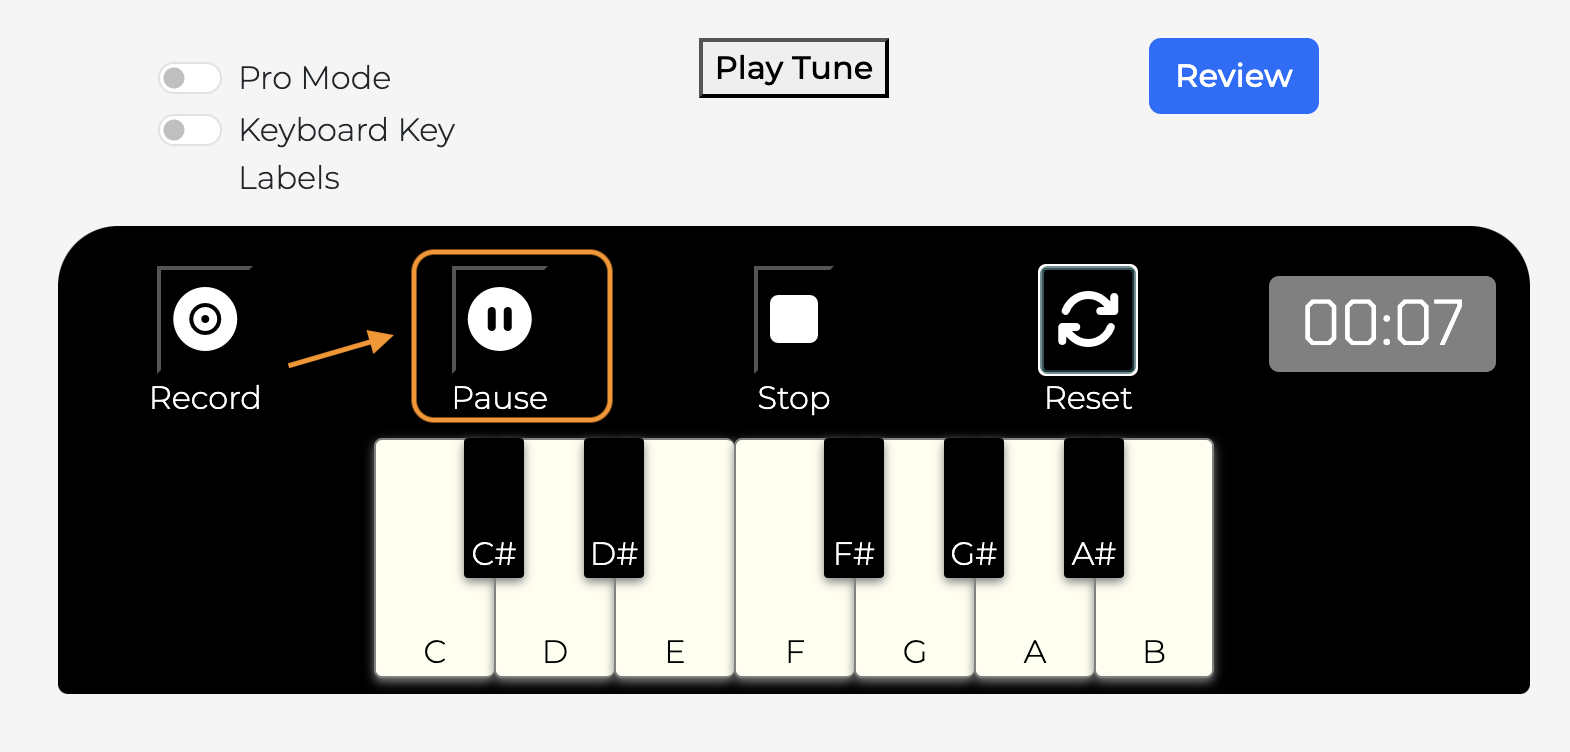 Pro Mode
Keyboard Key
Labels
Play Tune
Review
Record
Pause
Stop
Reset
00:07
C#
D#
F#
G#
A#
C
D
E
F
G
A
B